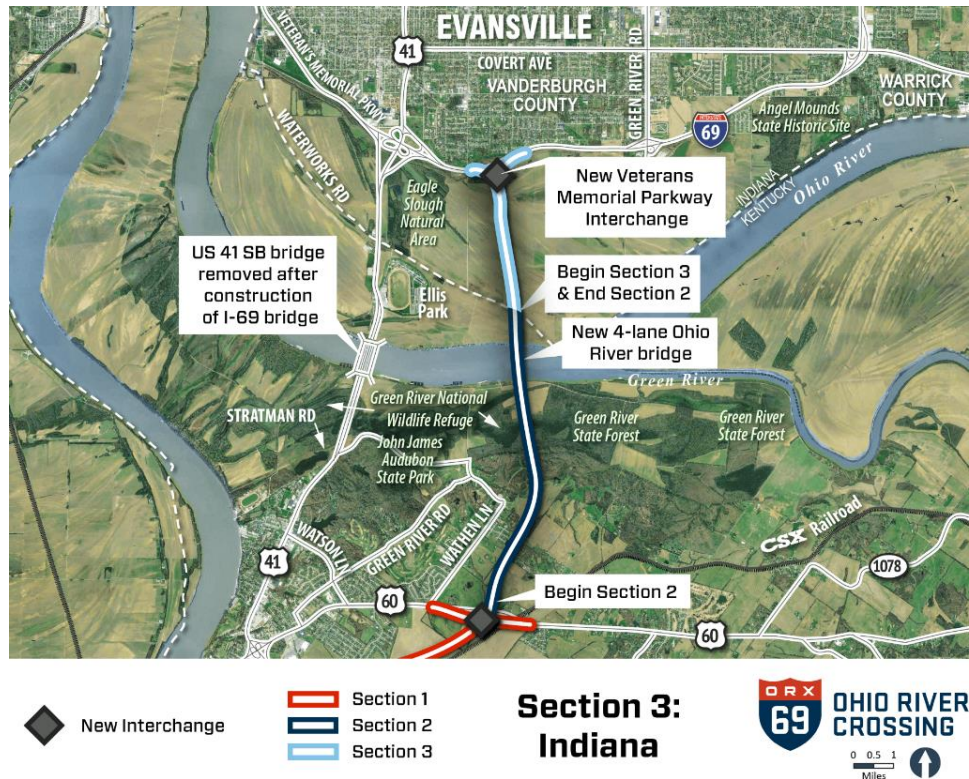 EVANSVILLE
41
VETERAN'S MEMORIAL PKWY
COVERT AVE
GREEN RIVER RD
VANDERBURGH
COUNTY
WARRICK
COUNTY
WATERWORKS RD
INTERSTATE
69
Angel Mounds
State Historic Site
INDIANA
KENTUCKY
Ohio River
Eagle
Slough
Natural
Area
New Veterans
Memorial Parkway
Interchange
US 41 SB bridge
removed after
construction
of I-69 bridge
Ellis
Park
Begin Section 3
& End Section 2
New 4-lane Ohio
River bridge
Green River
STRATMAN RD
Green River National
Wildlife Refuge
Green River
State Forest
Green River
State Forest
John James
Audubon
State Park
WATSON LN
GREEN RIVER RD
WATHEN LN
CSX Railroad
41
1078
60
Begin Section 2
60
New Interchange
Section 1
Section 2
Section 3
Section 3:
Indiana
ORX
69
OHIO RIVER
CROSSING
0 0.5 1
Miles